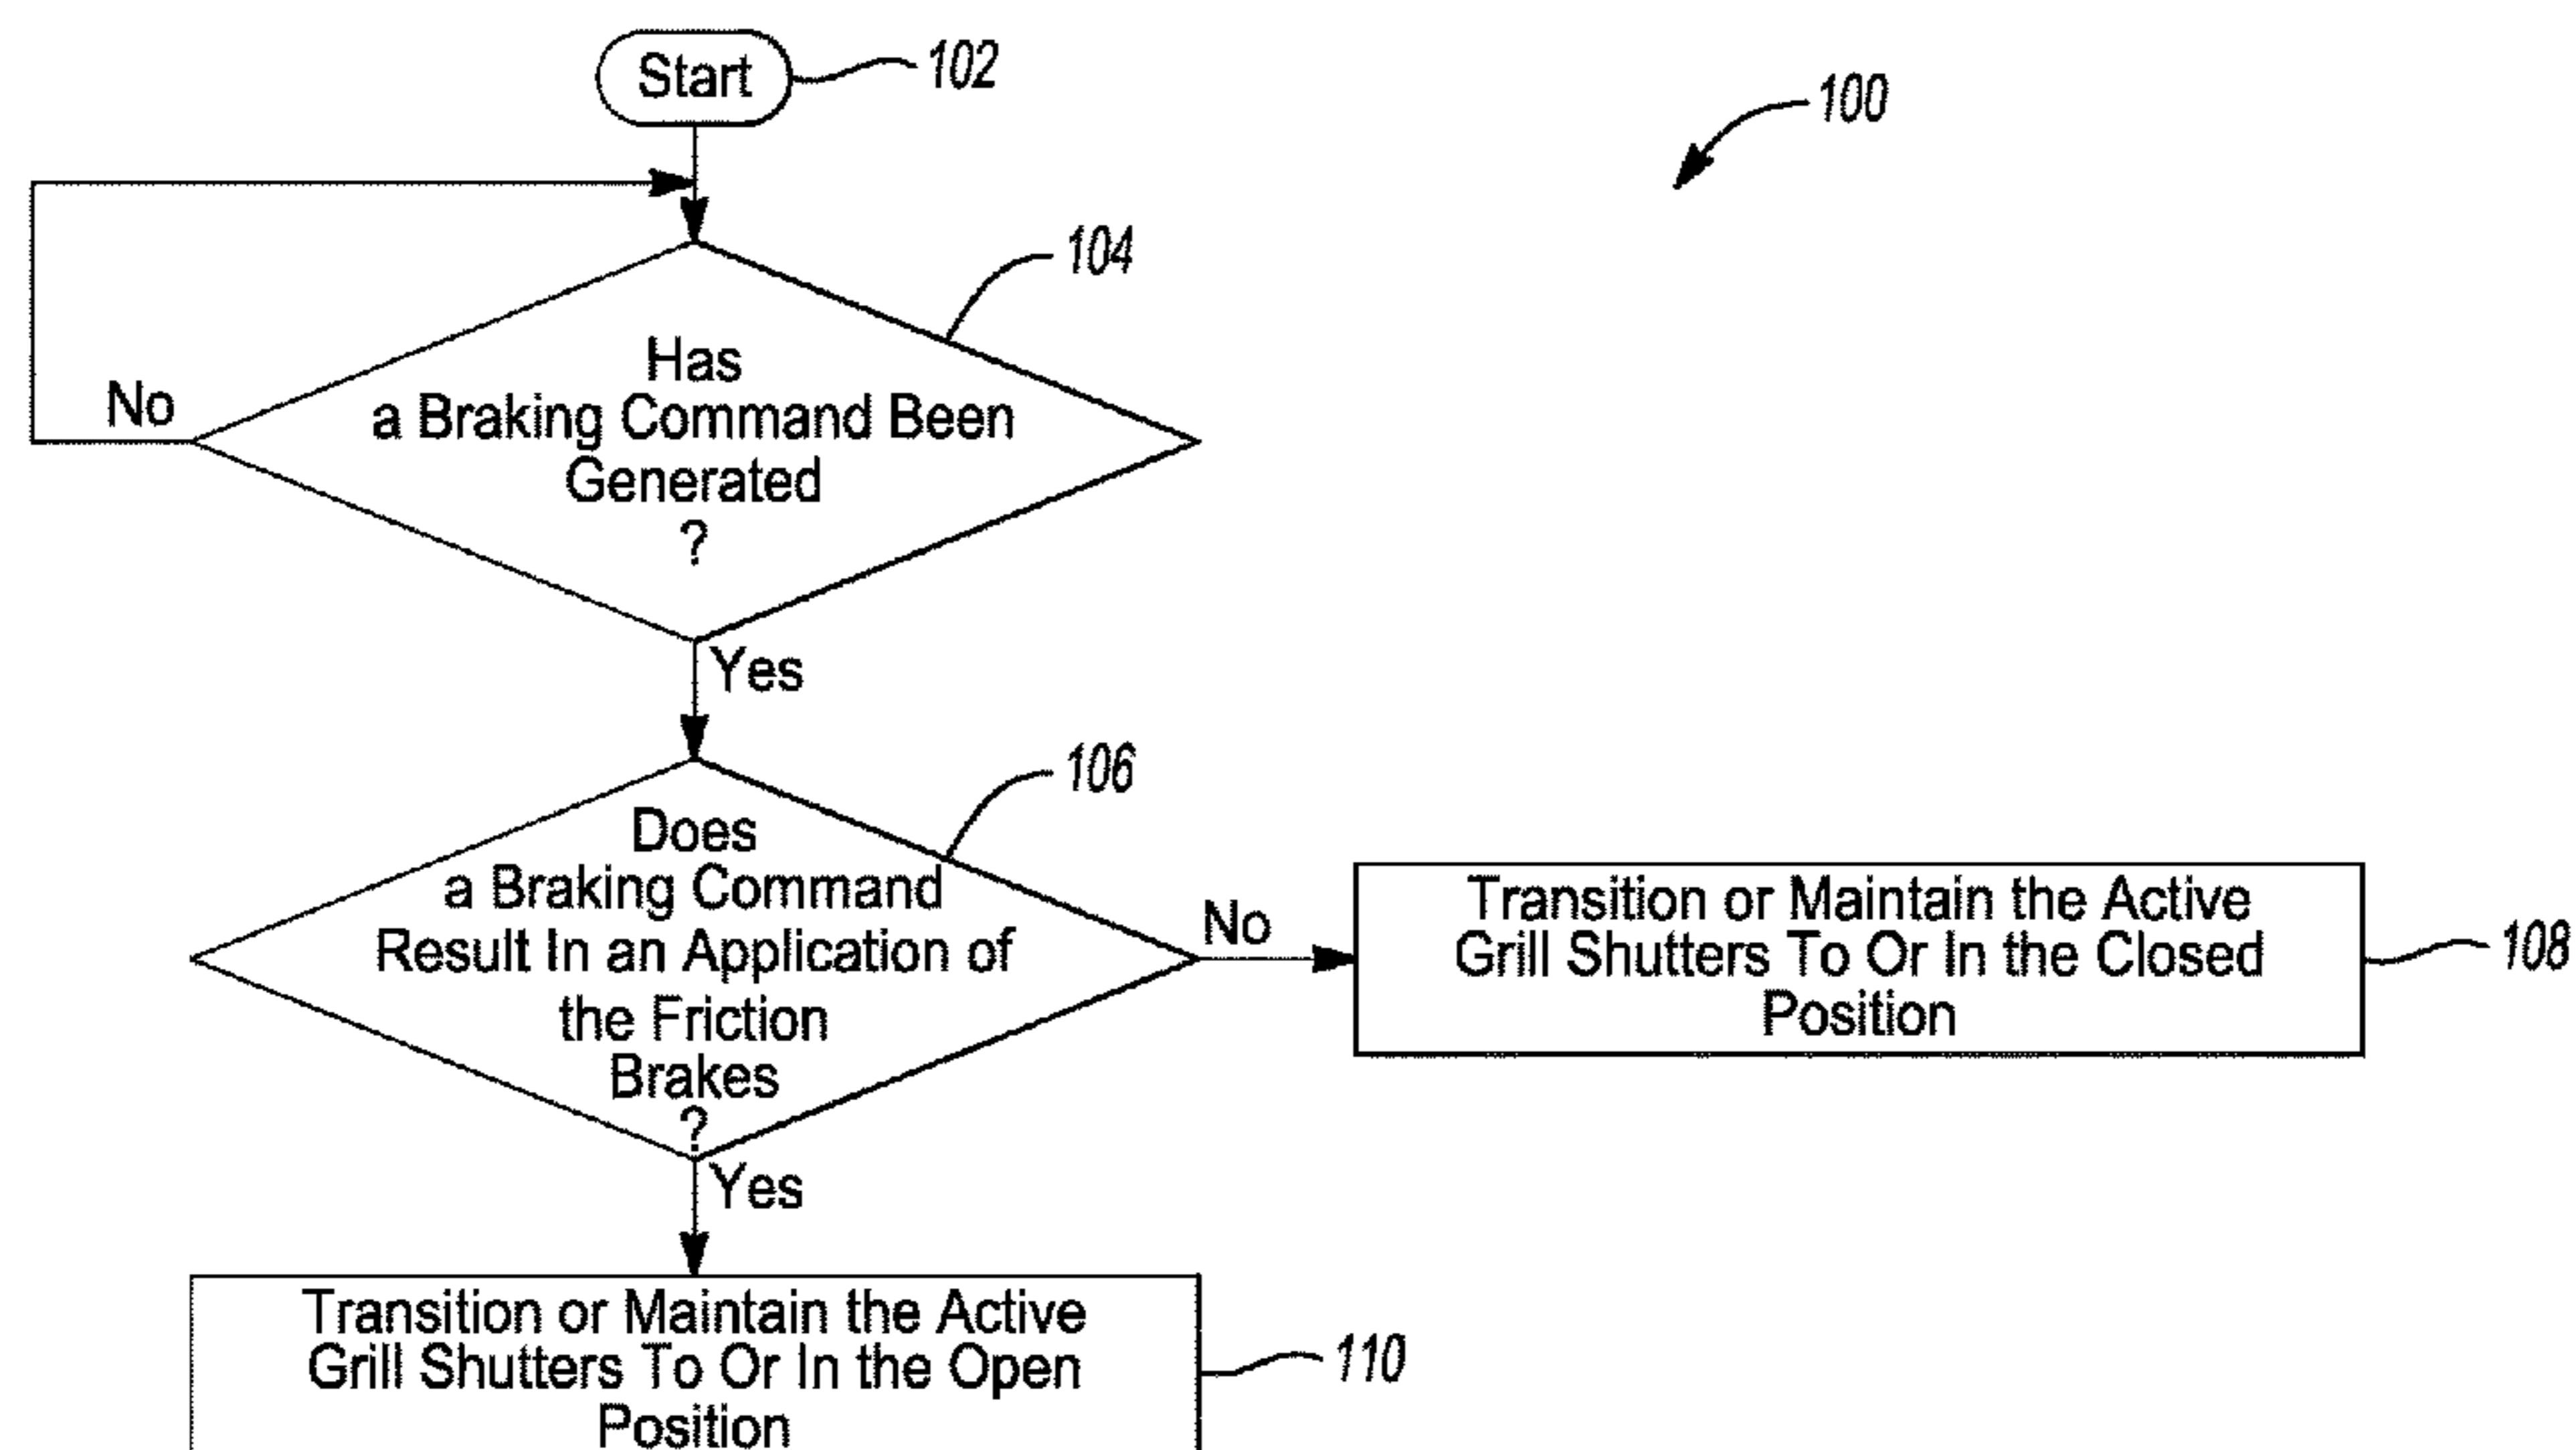 Start
102
100
104
Has
a Braking Command Been
Generated
?
No
Yes
106
Does
a Braking Command
Result In an Application of
the Friction
Brakes
?
No
Transition or Maintain the Active
Grill Shutters To Or In the Closed
Position
108
Yes
Transition or Maintain the Active
Grill Shutters To Or In the Open
Position
110